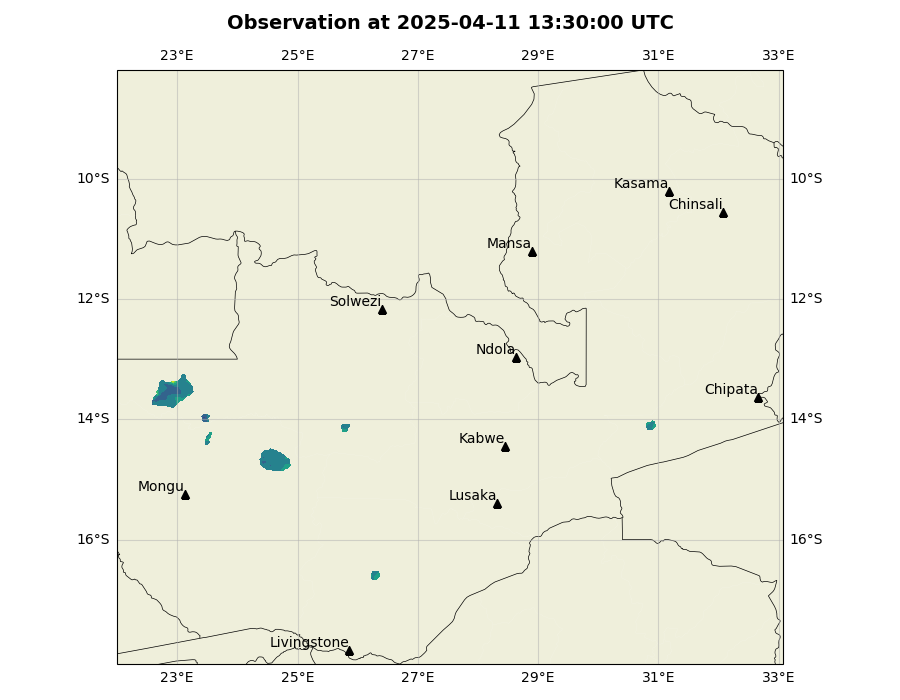 Observation at 2025-04-11 13:30:00 UTC
23°E 25°E 27°E 29°E 31°E 33°E
10°S 10°S
Kasama
Chinsali
Mansa
12°S 12°S
Solwezi
Ndola
Chipata
14°S 14°S
Kabwe
Mongu
Lusaka
16°S 16°S
Livingstone
23°E 25°E 27°E 29°E 31°E 33°E